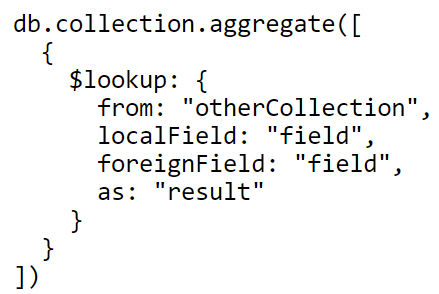 db.collection.aggregate([
  {
    $lookup: {
      from: "otherCollection",
      localField: "field",
      foreignField: "field",
      as: "result"
    }
  }
])